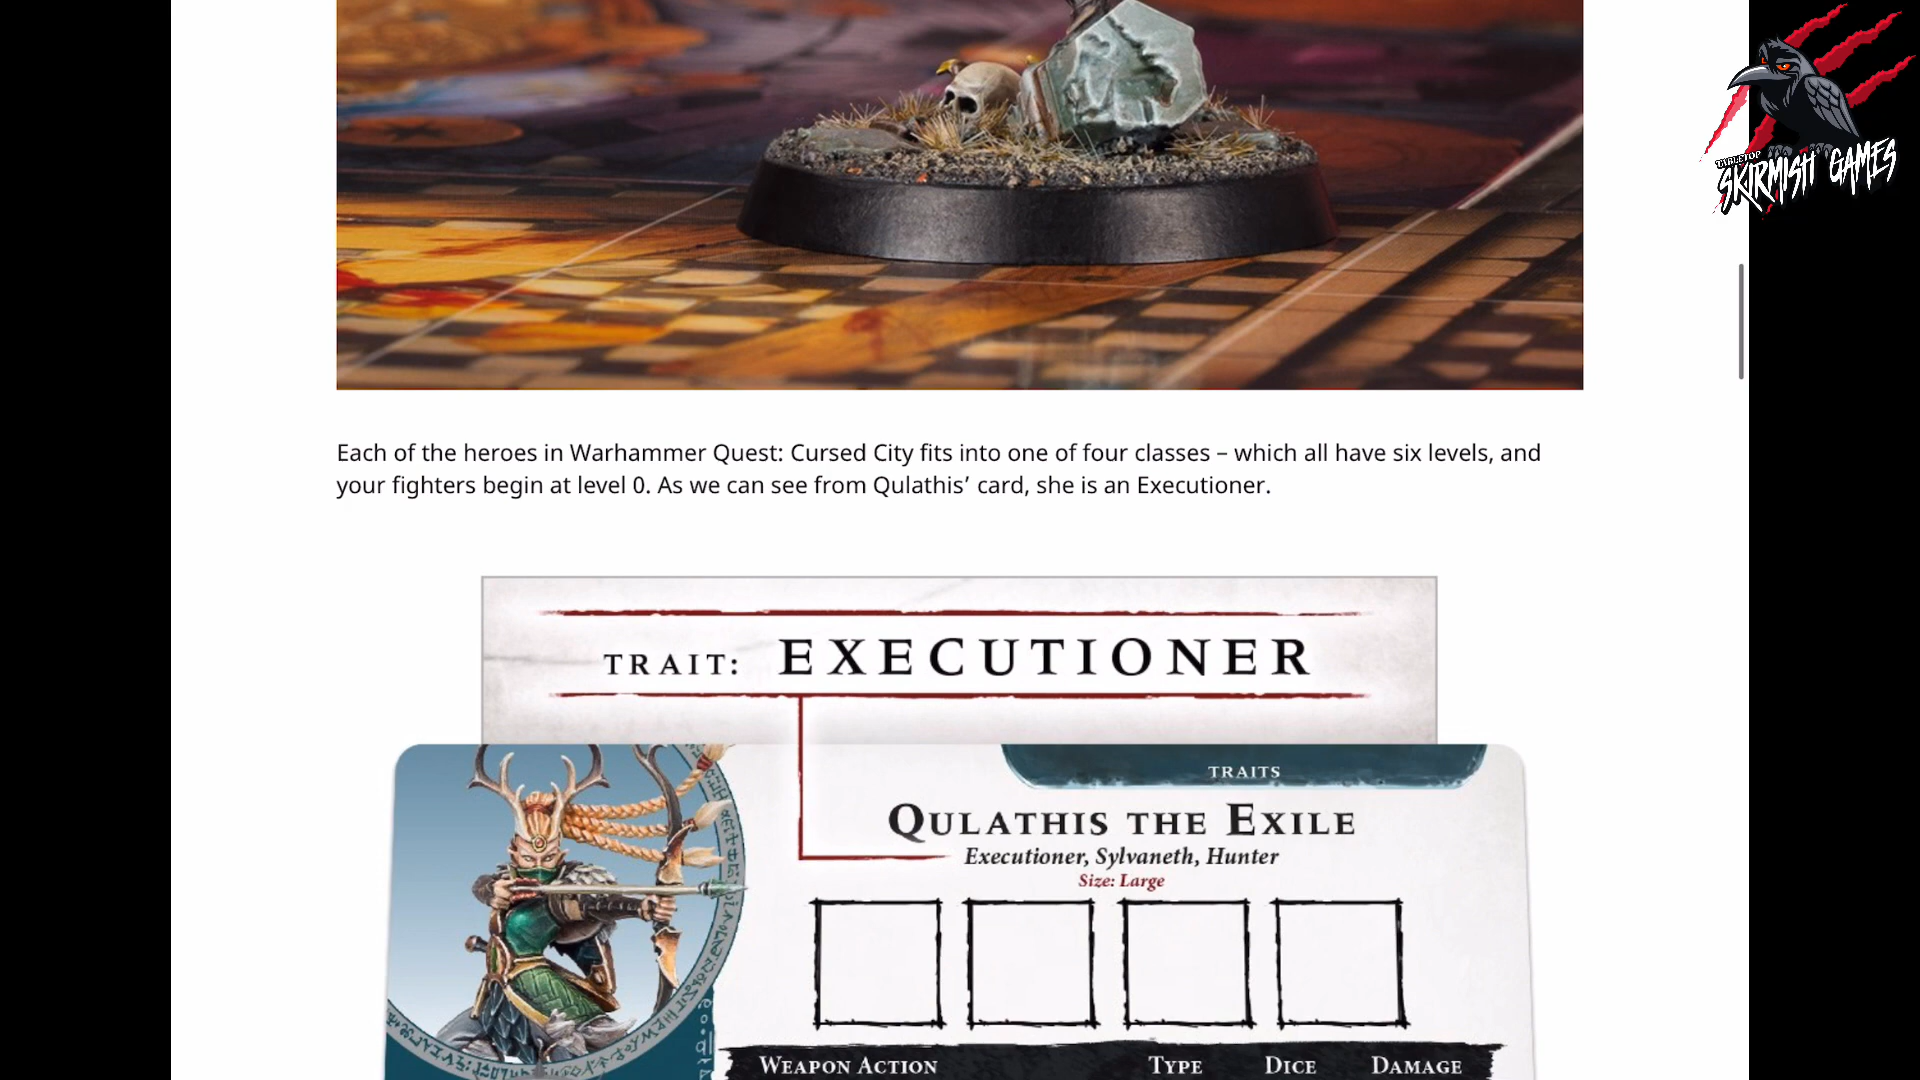 TABLETOP
SKIRMISH GAMES
Each of the heroes in Warhammer Quest: Cursed City fits into one of four classes – which all have six levels, and
your fighters begin at level 0. As we can see from Qulathis’ card, she is an Executioner.
TRAIT: EXECUTIONER
TRAITS
QULATHIS THE EXILE
Executioner, Sylvaneth, Hunter
Size: Large
WEAPON ACTION TYPE DICE DAMAGE